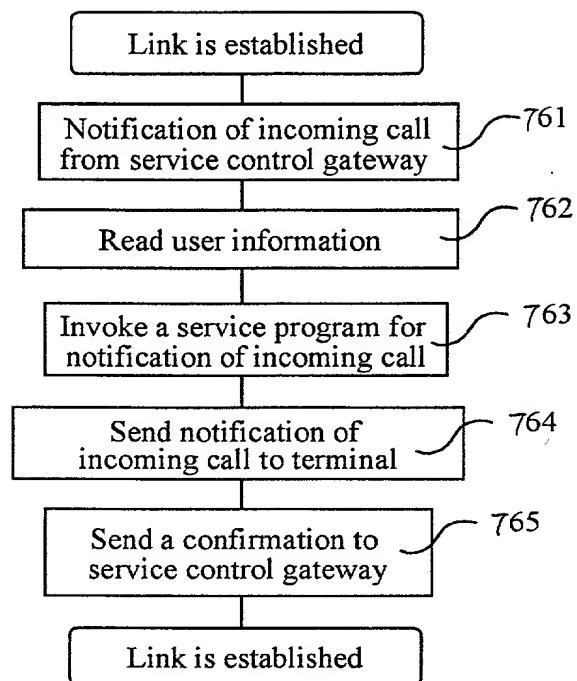 Link is established
Notification of incoming call
from service control gateway
761
Read user information
762
Invoke a service program for
notification of incoming call
763
Send notification of
incoming call to terminal
764
Send a confirmation to
service control gateway
765
Link is established